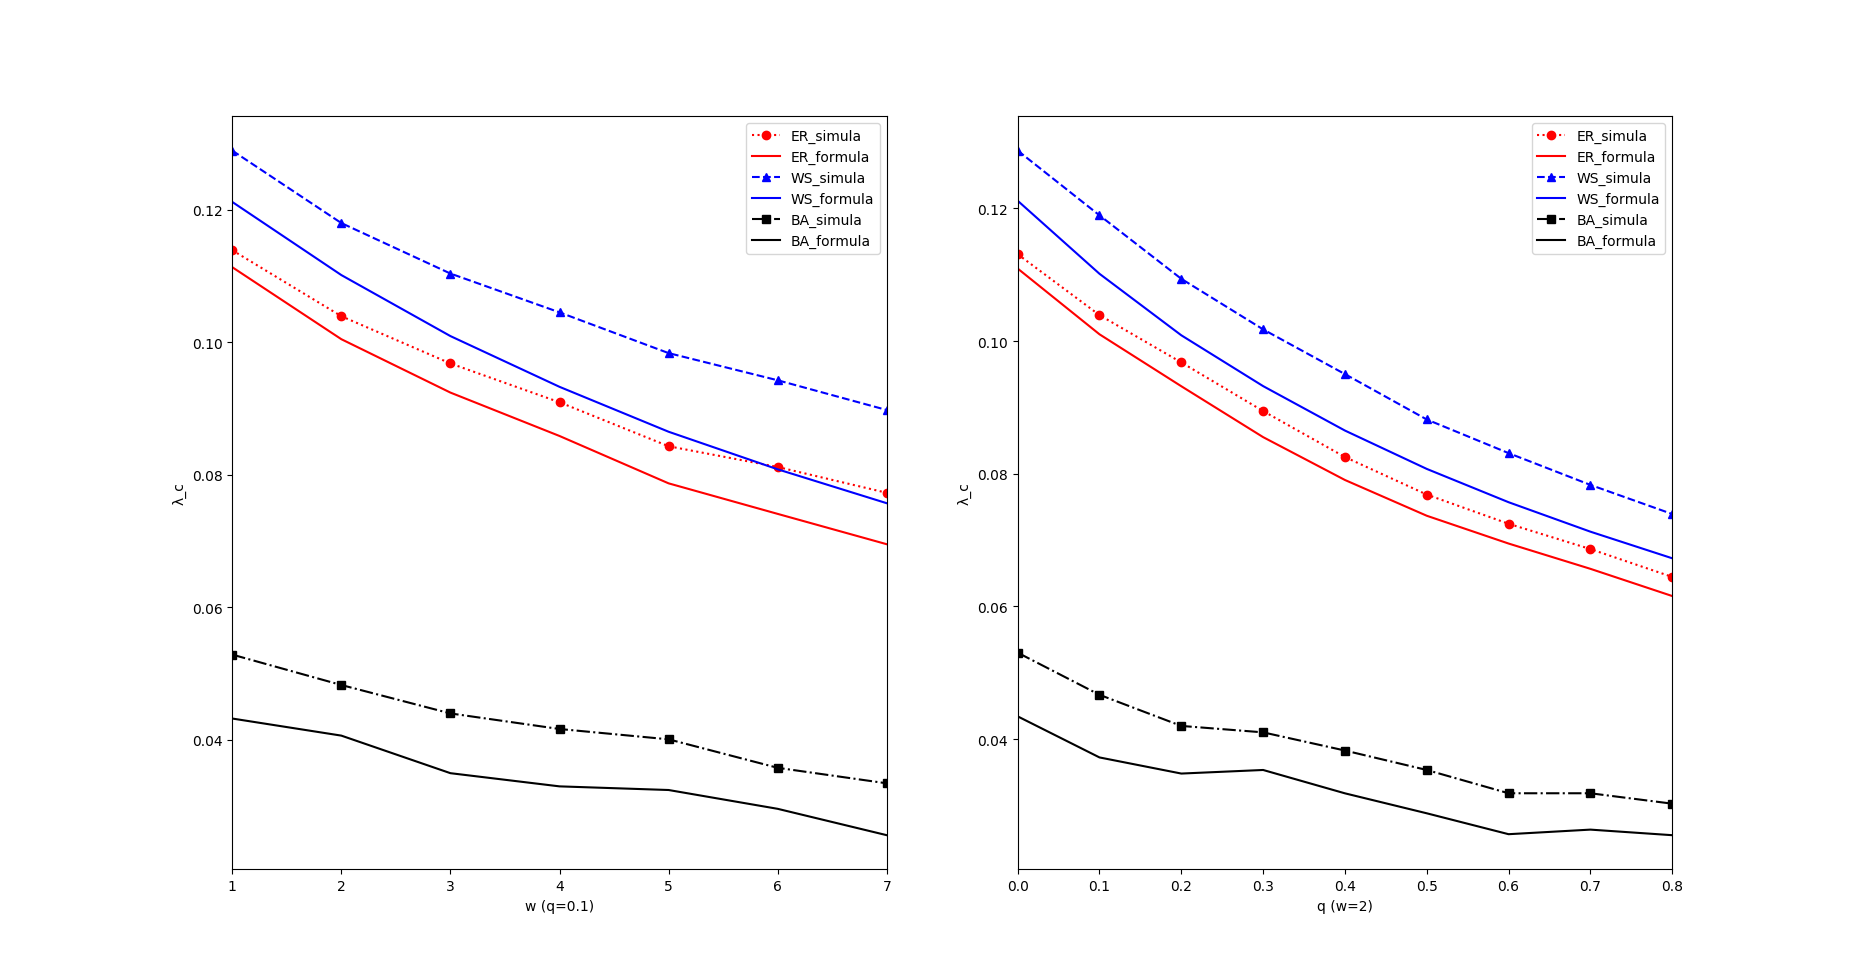 ER_simula
ER_formula
WS_simula
WS_formula
BA_simula
BA_formula
0.12
0.10
0.08
0.06
0.04
λ_c
1 2 3 4 5 6 7
w (q=0.1)
ER_simula
ER_formula
WS_simula
WS_formula
BA_simula
BA_formula
0.12
0.10
0.08
0.06
0.04
λ_c
0.0 0.1 0.2 0.3 0.4 0.5 0.6 0.7 0.8
q (w=2)